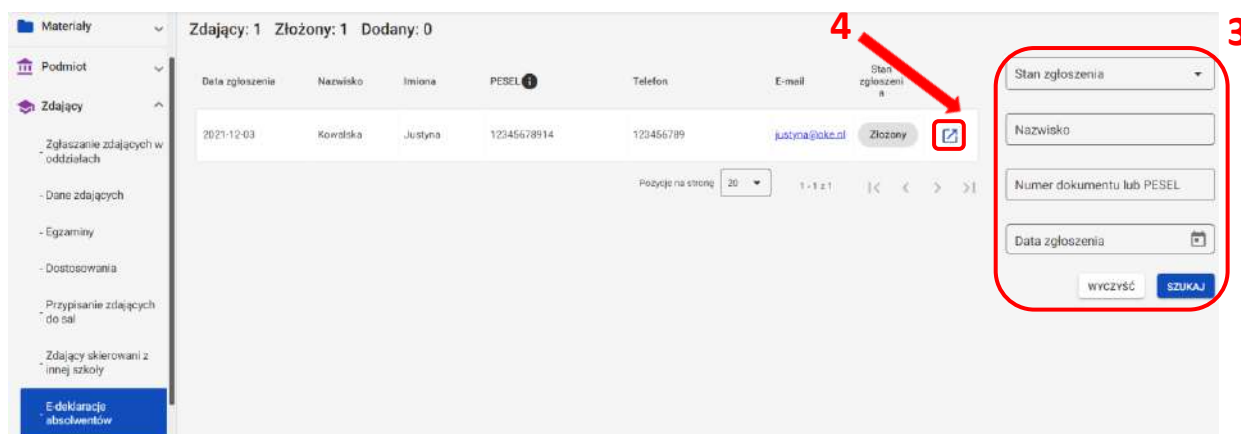 Materiały
Podmiot
Zdający
- Zgłaszanie zdających w
oddziałach
- Dane zdających
- Egzaminy
- Dostosowania
- Przypisanie zdających
do sal
- Zdający skierowani z
innej szkoły
- E-deklaracje
absolwentów
Zdający: 1 Złożony: 1 Dodany: 0
4
3
Data zgłoszenia Nazwisko Imiona PESEL Telefon E-mail Stan
zgłoszeni
a
2021-12-03 Kowalska Justyna 12345678914 123456789 justyna@oke.pl Złożony
Pozycje na stronę 20 1 - 1 z 1 |< < > >|
Stan zgłoszenia
Nazwisko
Numer dokumentu lub PESEL
Data zgłoszenia
WYCZYŚĆ SZUKAJ